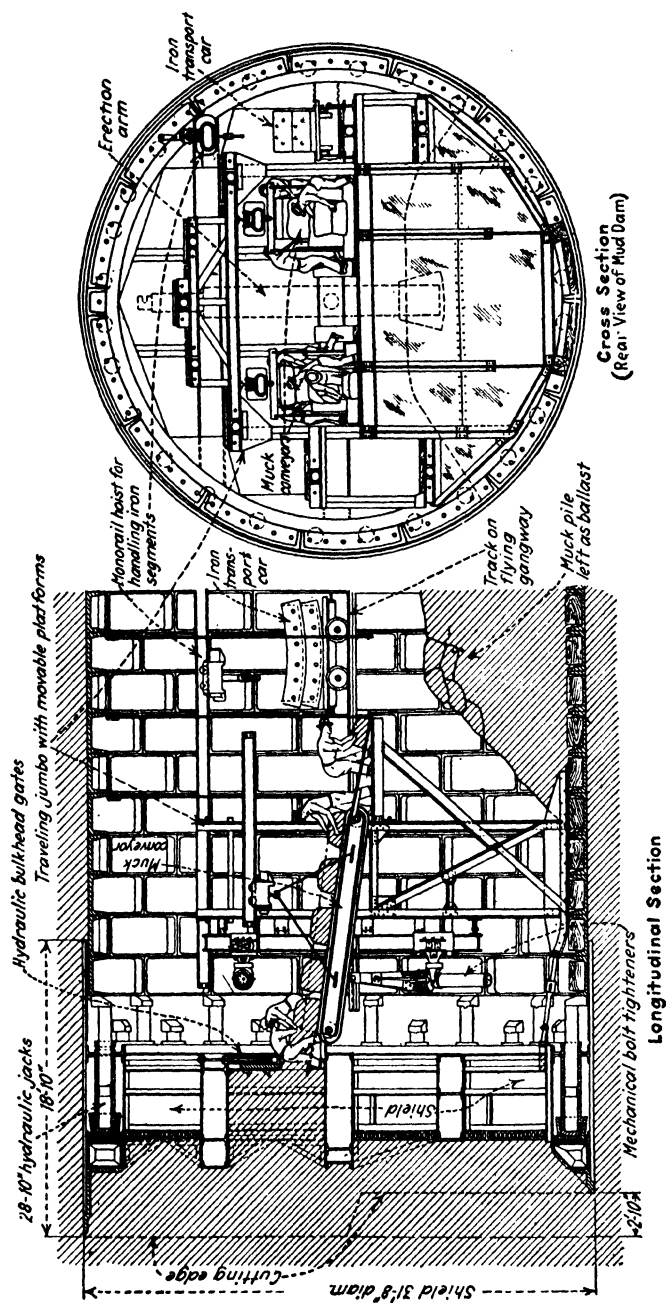 28-10" hydraulic jacks
18'-10"
Hydraulic bulkhead gates
Traveling jumbo with movable platforms
Monorail hoist for
handling iron
segments
Iron
trans-
port
car
Muck
conveyor
Shield
Cutting edge
Shield 31'-8" diam.
2'-10"
Mechanical bolt tighteners
Track on
flying
gangway
Muck pile
left as ballast
Longitudinal Section
Erection
arm
Iron
transport
car
Muck
conveyor
Cross Section
(Rear View of Mud Dam)